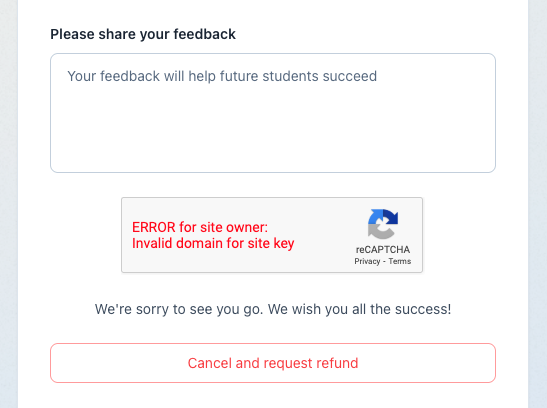 Please share your feedback
Your feedback will help future students succeed
ERROR for site owner:
Invalid domain for site key
reCAPTCHA
Privacy - Terms
We're sorry to see you go. We wish you all the success!
Cancel and request refund